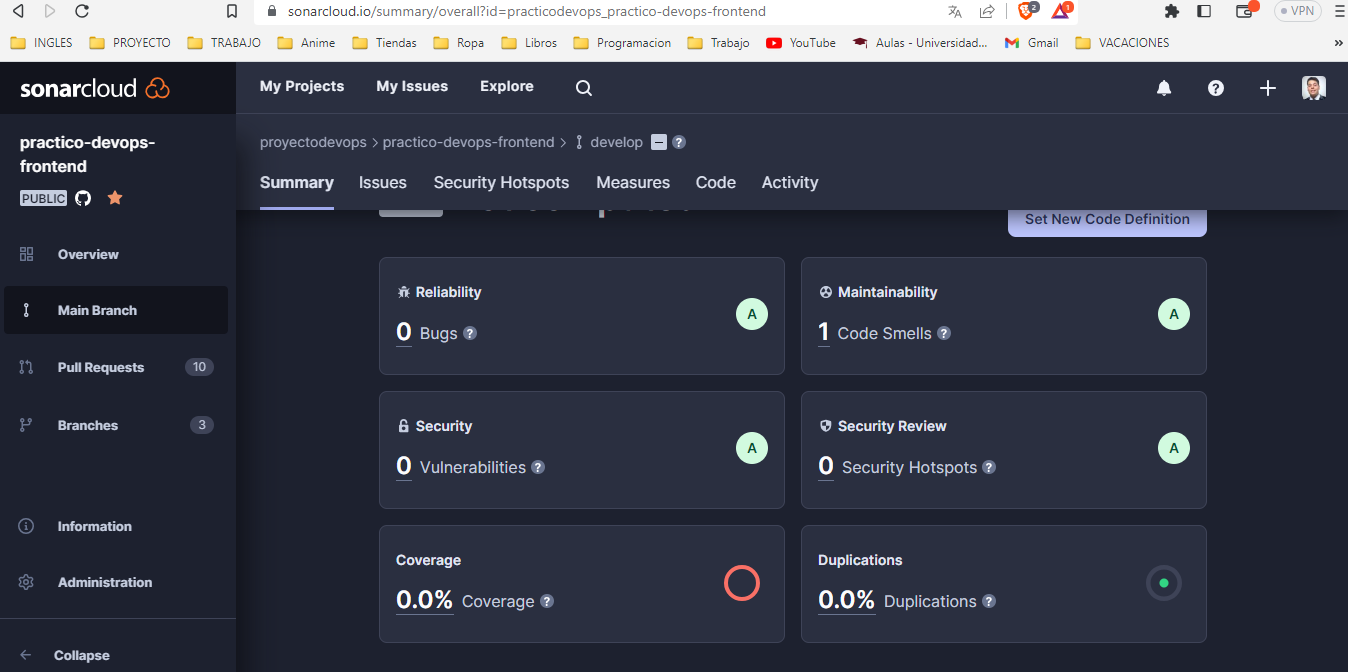 sonarcloud.io/summary/overall?id=practicodevops_practico-devops-frontend
2
1
VPN
INGLES
PROYECTO
TRABAJO
Anime
Tiendas
Ropa
Libros
Programacion
Trabajo
YouTube
Aulas - Universidad...
Gmail
VACACIONES
»
sonarcloud
My Projects
My Issues
Explore
practico-devops-
frontend
PUBLIC
proyectodevops > practico-devops-frontend > develop
Summary
Issues
Security Hotspots
Measures
Code
Activity
Set New Code Definition
Overview
Main Branch
Pull Requests 10
Branches 3
Information
Administration
Collapse
Reliability
0 Bugs
A
Maintainability
1 Code Smells
A
Security
0 Vulnerabilities
A
Security Review
0 Security Hotspots
A
Coverage
0.0% Coverage
Duplications
0.0% Duplications